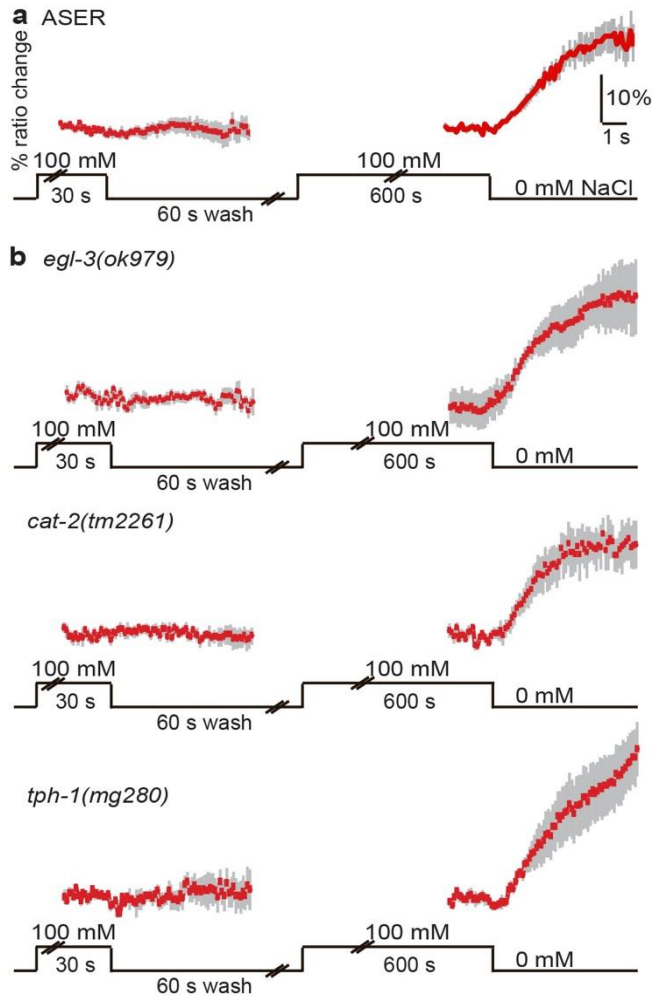 a ASER
% ratio change
10%
1 s
100 mM 100 mM
30 s 600 s 0 mM NaCl
60 s wash
b egl-3(ok979)
100 mM 100 mM
30 s 600 s 0 mM
60 s wash
cat-2(tm2261)
100 mM 100 mM
30 s 600 s 0 mM
60 s wash
tph-1(mg280)
100 mM 100 mM
30 s 600 s 0 mM
60 s wash